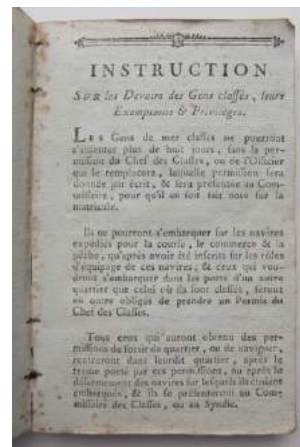 INSTRUCTION
SUR les Devoirs des Gens classés, leurs
Exemptions & Privilèges.
LES Gens de mer classés ne pourront
s'absenter plus de huit jours, sans la per-
mission du Chef des Classes, ou de l'Officier
qui le remplacera, laquelle permission sera
donnée par écrit, & sera présentée au Com-
missaire, pour qu'il en soit fait note sur la
matricule.
Ils ne pourront s'embarquer sur les navires
expédiés pour la course, le commerce & la
pêche, qu'après avoir été inscrits sur les rôles
d'équipage de ces navires, & ceux qui vou-
dront s'embarquer dans les ports d'un autre
quartier que celui où ils sont classés, seront
en outre obligés de prendre un Permis du
Chef des Classes.
Tous ceux qui auront obtenu des per-
missions de sortir de quartier, ou de naviguer,
rentreront dans leurdit quartier, après le
terme porté par ces permissions, ou après le
désarmement des navires sur lesquels ils étoient
embarqués, & ils se présenteront au Com-
missaire des Classes, ou au Syndic.